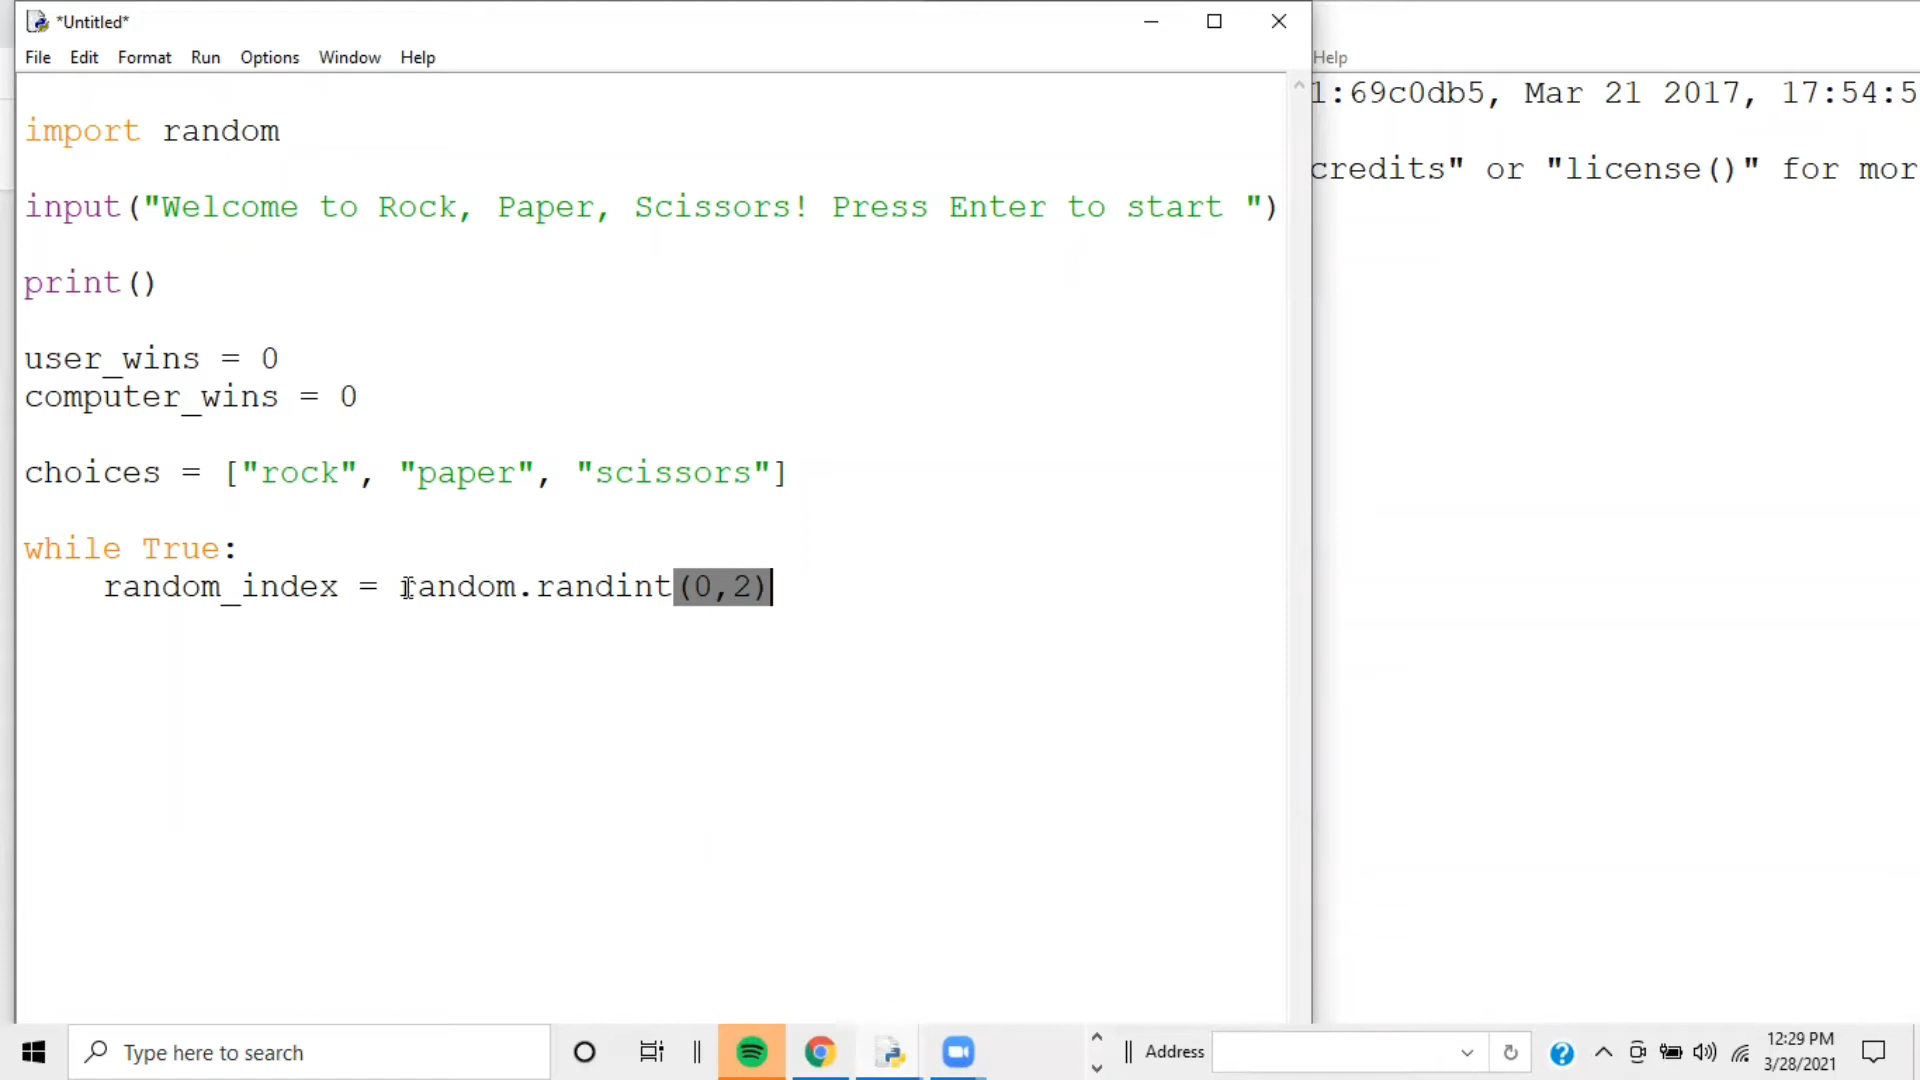 *Untitled*
File Edit Format Run Options Window Help
Help
import random
input("Welcome to Rock, Paper, Scissors! Press Enter to start ")
print()
user_wins = 0
computer_wins = 0
choices = ["rock", "paper", "scissors"]
while True:
    random_index = random.randint(0,2)
1:69c0db5, Mar 21 2017, 17:54:5
credits" or "license()" for mor
Type here to search
Address
12:29 PM
3/28/2021